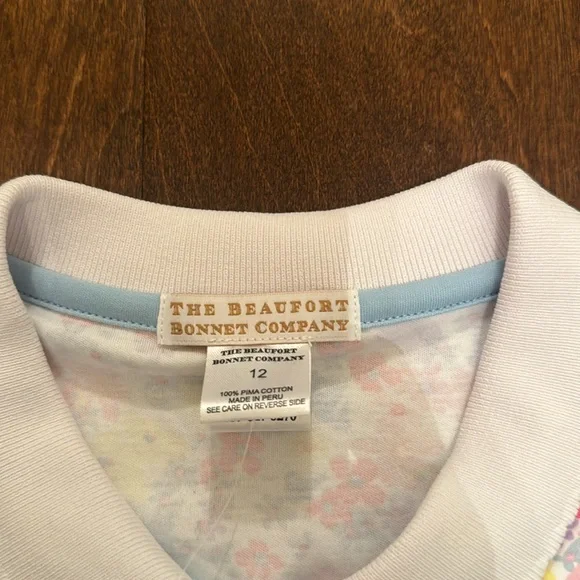 THE BEAUFORT
BONNET COMPANY
THE BEAUFORT
BONNET COMPANY
12
100% PIMA COTTON
MADE IN PERU
SEE CARE ON REVERSE SIDE